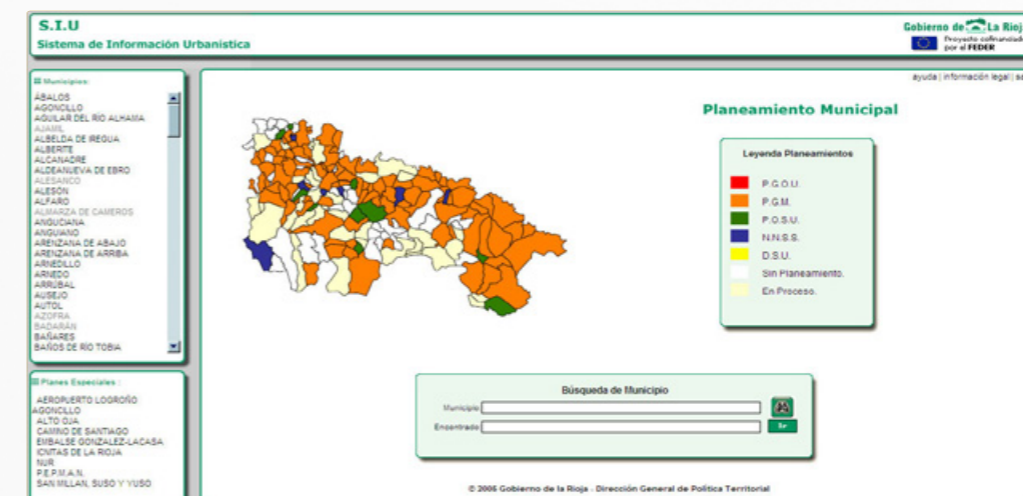 S.I.U
Sistema de Información Urbanística
Gobierno de La Rioj
Proyecto cofinanciado
por el FEDER
ayuda | información legal | sa
Municipios:
ÁBALOS
AGONCILLO
AGUILAR DEL RÍO ALHAMA
AJAMIL
ALBELDA DE IREGUA
ALBERITE
ALCANADRE
ALDEANUEVA DE EBRO
ALESANCO
ALESÓN
ALFARO
ALMARZA DE CAMEROS
ANGUCIANA
ANGUIANO
ARENZANA DE ABAJO
ARENZANA DE ARRIBA
ARNEDILLO
ARNEDO
ARRÚBAL
AUSEJO
AUTOL
AZOFRA
BADARÁN
BAÑARES
BAÑOS DE RÍO TOBÍA
Planes Especiales :
AEROPUERTO LOGROÑO
AGONCILLO
ALTO OJA
CAMINO DE SANTIAGO
EMBALSE GONZALEZ-LACASA
ICNITAS DE LA RIOJA
NUR
P.E.P.M.A.N.
SAN MILLAN, SUSO Y YUSO
Planeamiento Municipal
Leyenda Planeamientos
P.G.O.U.
P.G.M.
P.O.S.U.
N.N.S.S.
D.S.U.
Sin Planeamiento.
En Proceso.
Búsqueda de Municipio
Municipio
Encontrado
Ir
© 2006 Gobierno de la Rioja - Dirección General de Política Territorial